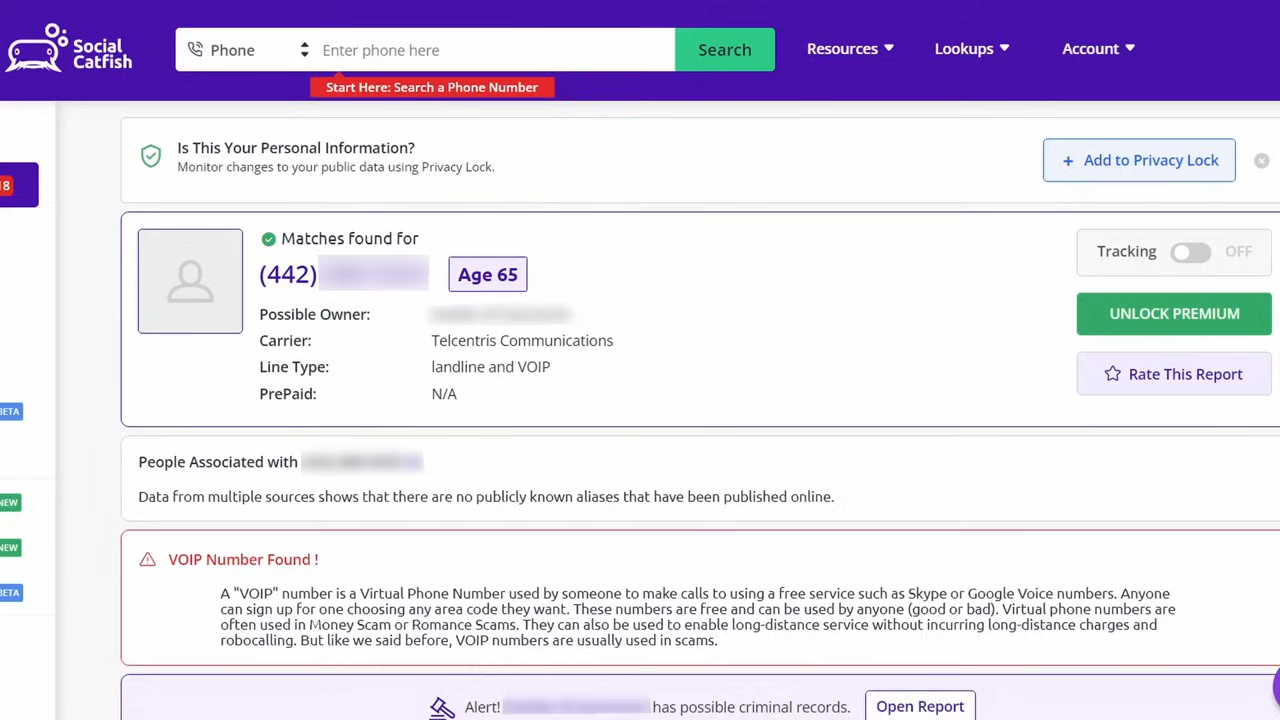 Social
Catfish
Phone
Enter phone here
Search
Resources
Lookups
Account
Start Here: Search a Phone Number
Is This Your Personal Information?
Monitor changes to your public data using Privacy Lock.
+ Add to Privacy Lock
18
Matches found for
(442)
Age 65
Tracking OFF
Possible Owner:
Carrier: Telcentris Communications
Line Type: landline and VOIP
PrePaid: N/A
UNLOCK PREMIUM
Rate This Report
BETA
People Associated with
Data from multiple sources shows that there are no publicly known aliases that have been published online.
NEW
NEW
BETA
VOIP Number Found !
A "VOIP" number is a Virtual Phone Number used by someone to make calls to using a free service such as Skype or Google Voice numbers. Anyone
can sign up for one choosing any area code they want. These numbers are free and can be used by anyone (good or bad). Virtual phone numbers are
often used in Money Scam or Romance Scams. They can also be used to enable long-distance service without incurring long-distance charges and
robocalling. But like we said before, VOIP numbers are usually used in scams.
Alert! has possible criminal records.
Open Report